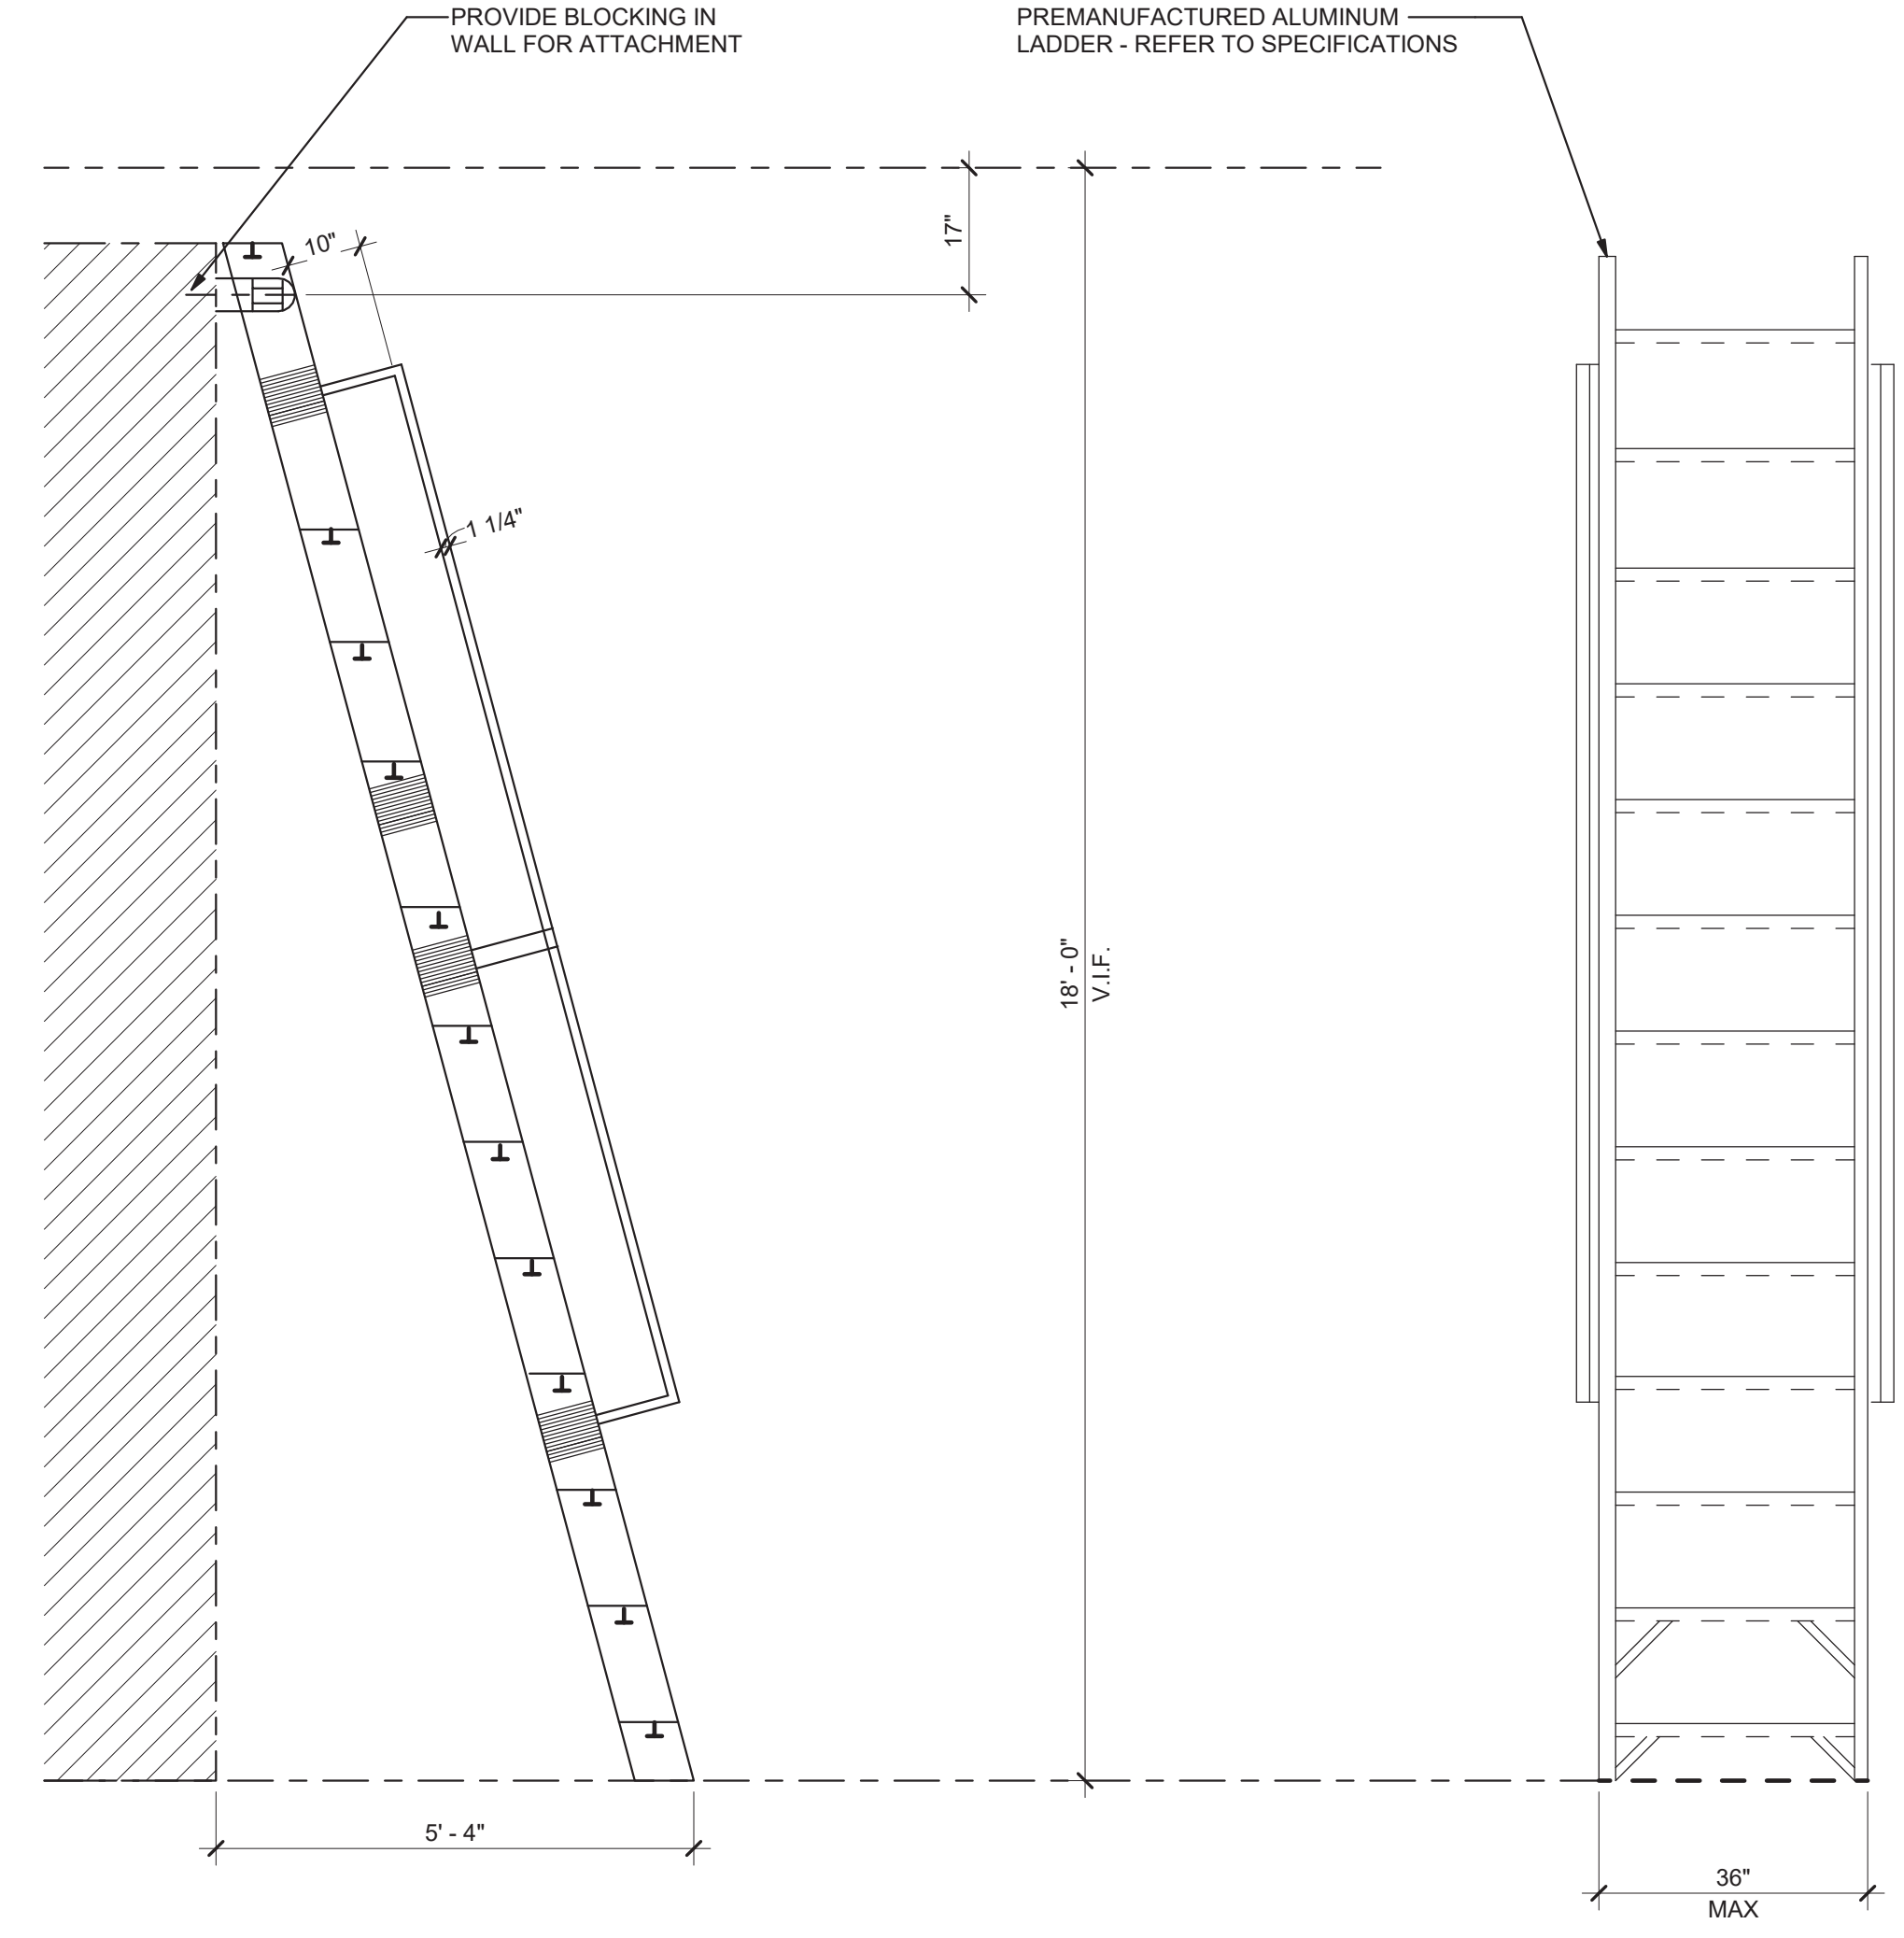 PROVIDE BLOCKING IN
WALL FOR ATTACHMENT
PREMANUFACTURED ALUMINUM
LADDER - REFER TO SPECIFICATIONS
10"
17"
1 1/4"
18' - 0"
V.I.F.
5' - 4"
36"
MAX